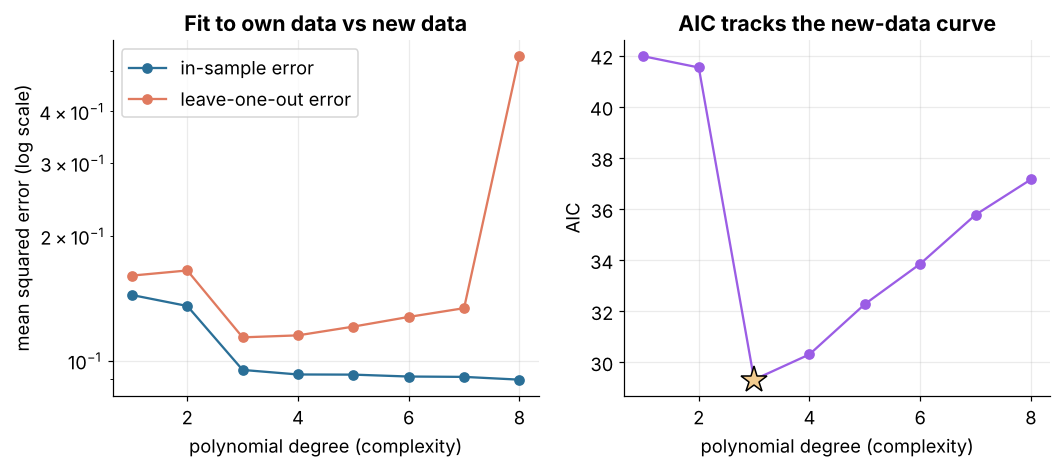 Fit to own data vs new data
in-sample error
leave-one-out error
mean squared error (log scale)
4 × 10⁻¹
3 × 10⁻¹
2 × 10⁻¹
10⁻¹
2
4
6
8
polynomial degree (complexity)
AIC tracks the new-data curve
AIC
42
40
38
36
34
32
30
2
4
6
8
polynomial degree (complexity)